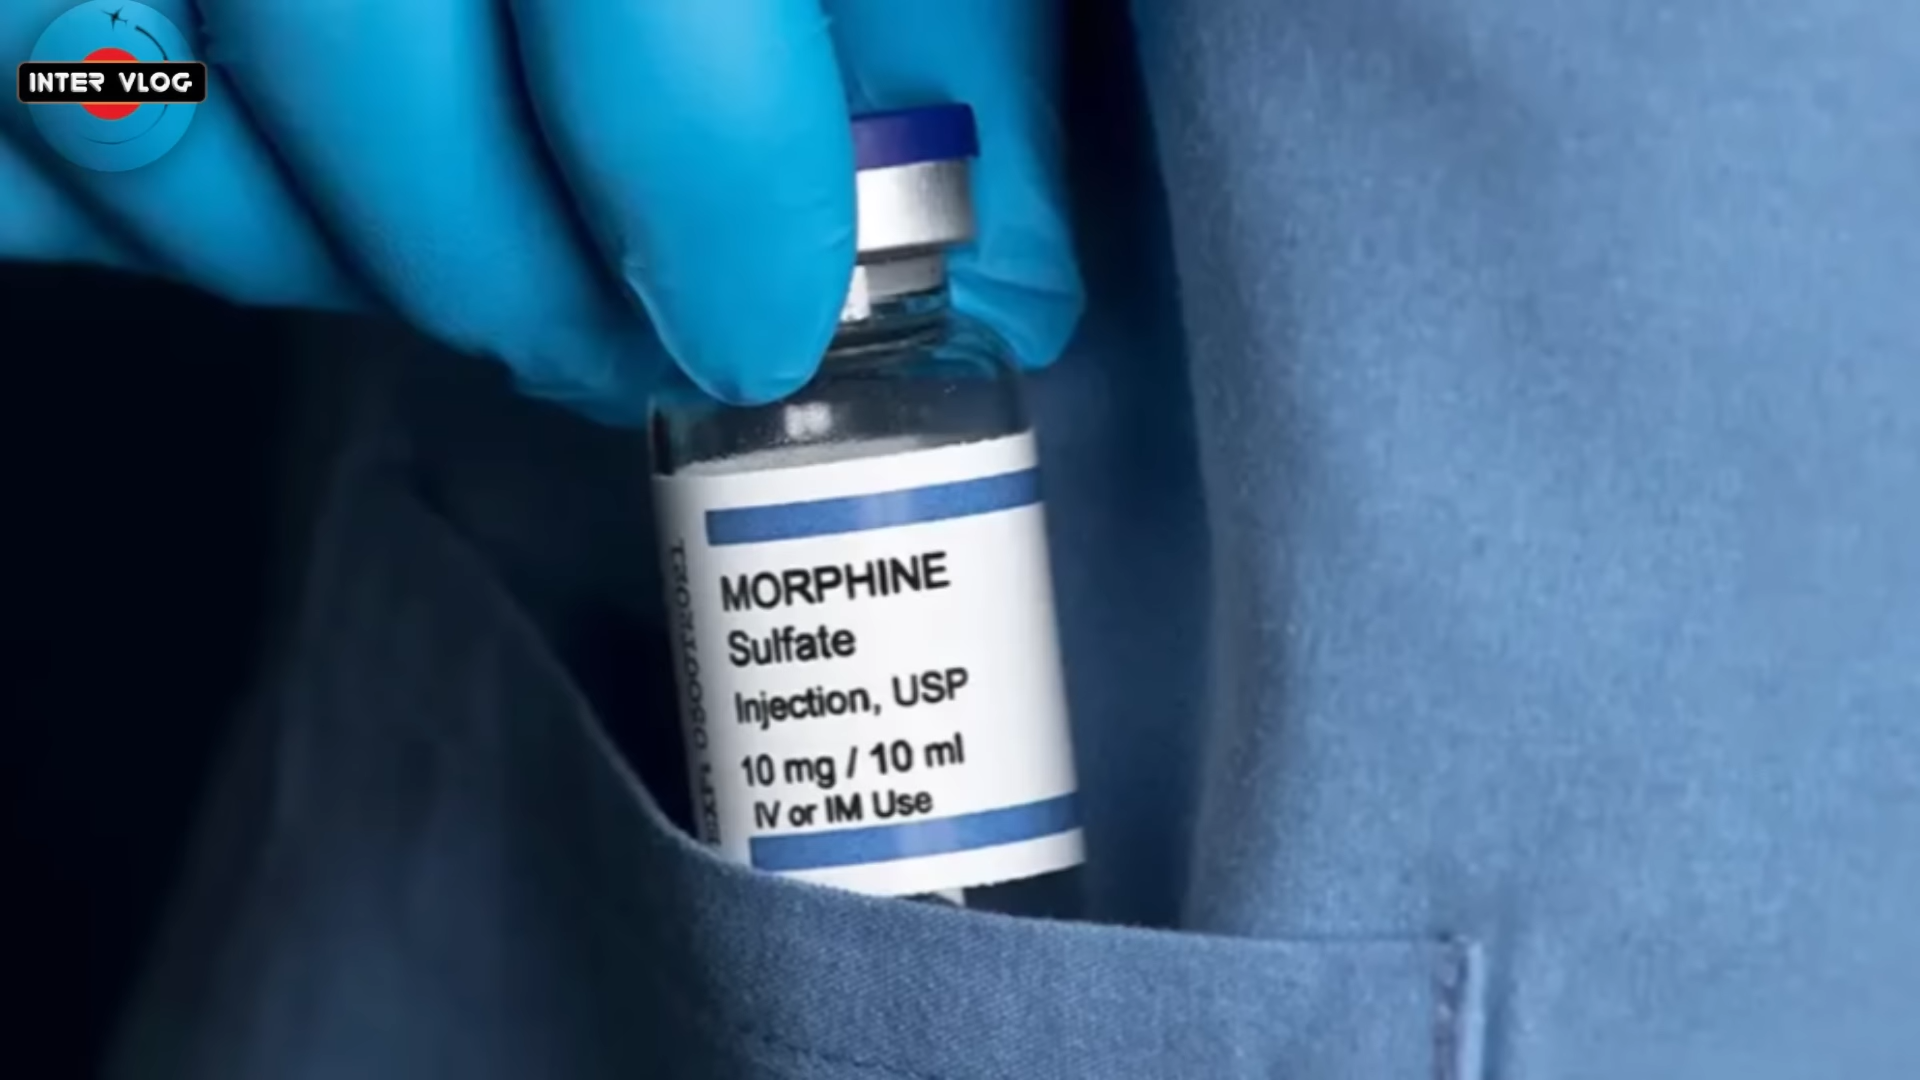 INTER VLOG
MORPHINE
Sulfate
Injection, USP
10 mg / 10 ml
IV or IM Use